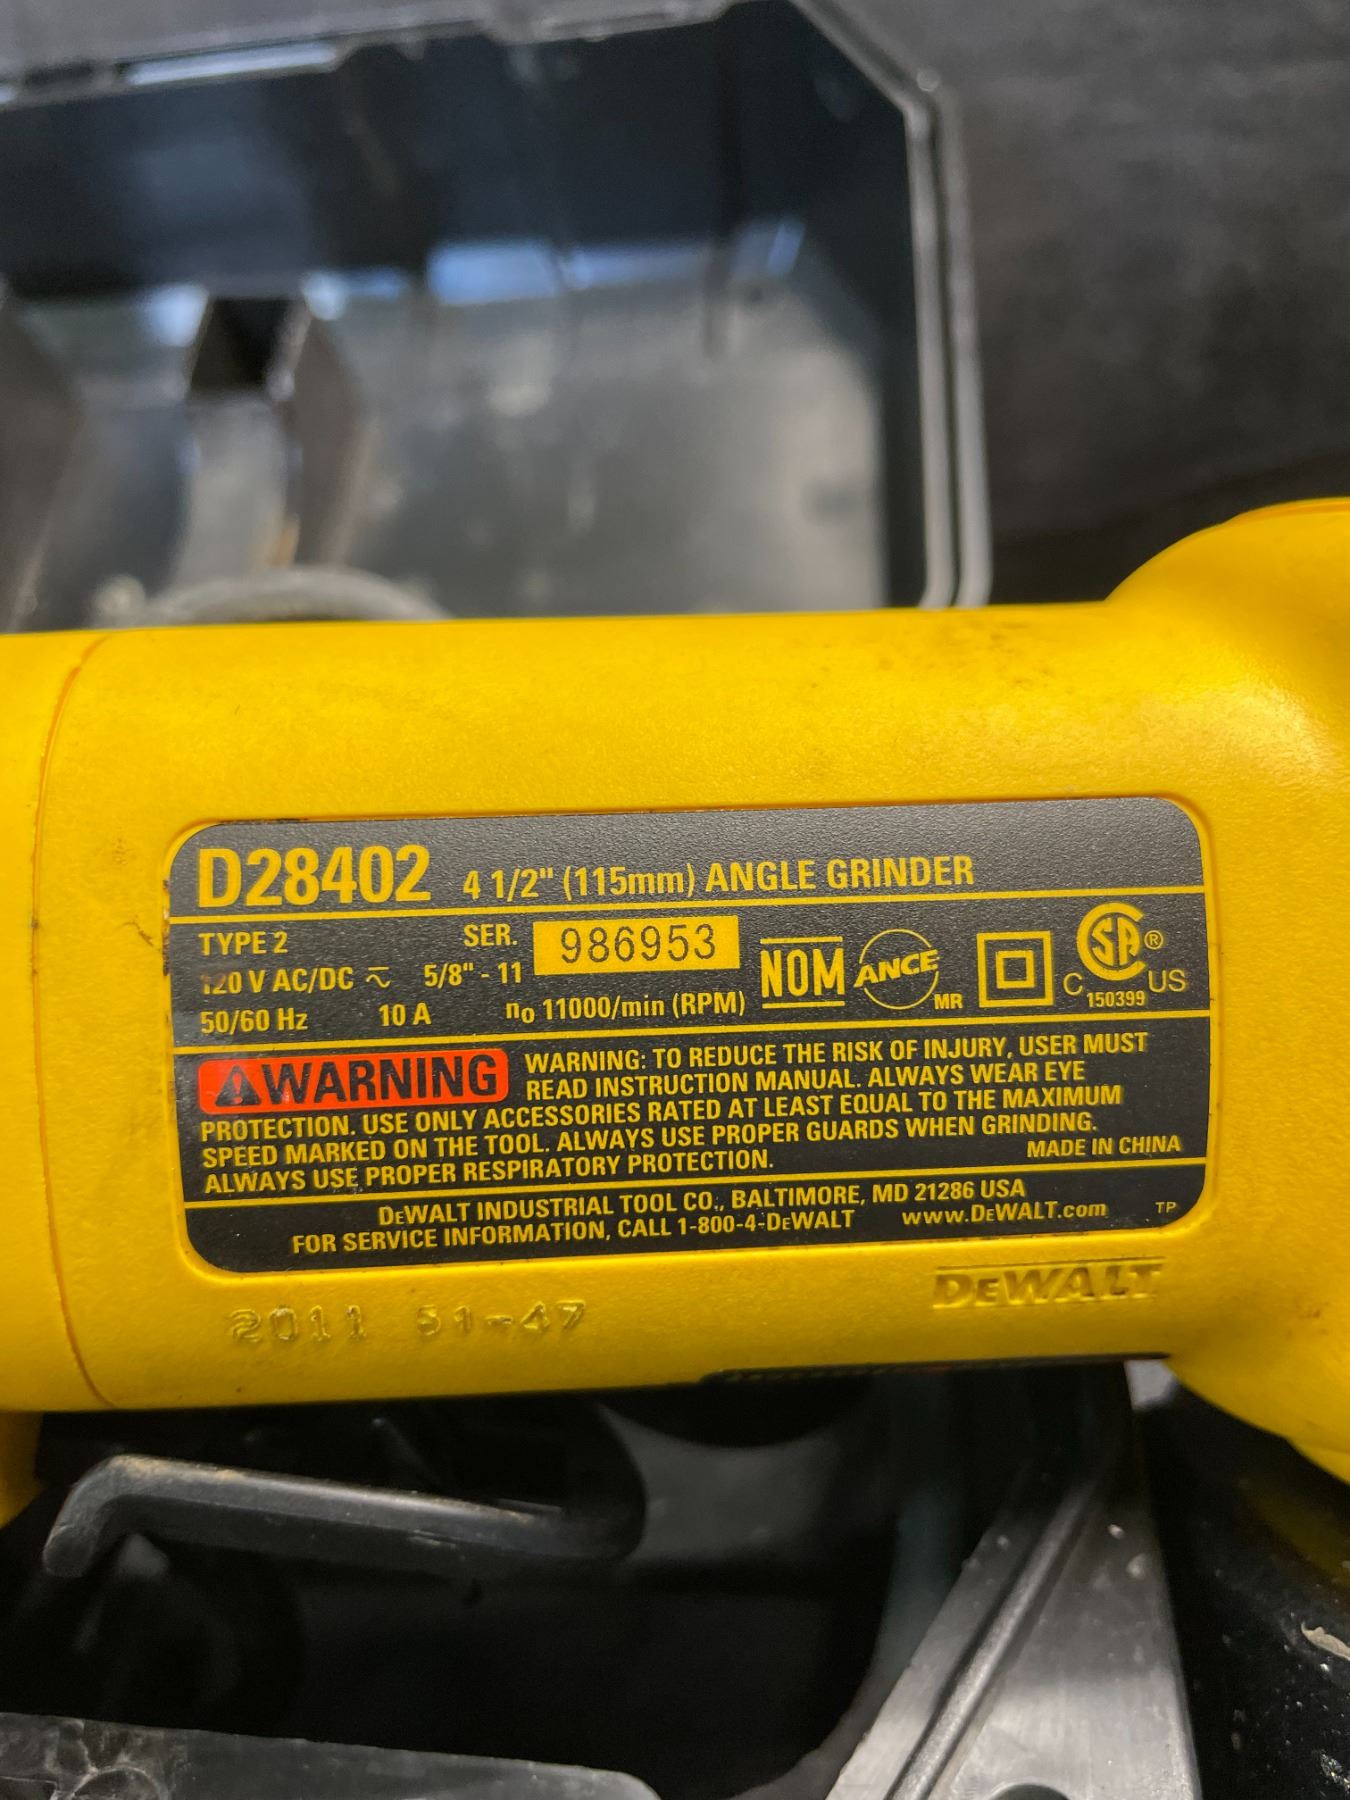 D28402 4 1/2" (115mm) ANGLE GRINDER
TYPE 2 SER. 986953
120 V AC/DC ⏦ 5/8" - 11
50/60 Hz 10 A n₀ 11000/min (RPM)
NOM ANCE MR
C SA ® US 150399
⚠WARNING WARNING: TO REDUCE THE RISK OF INJURY, USER MUST
READ INSTRUCTION MANUAL. ALWAYS WEAR EYE
PROTECTION. USE ONLY ACCESSORIES RATED AT LEAST EQUAL TO THE MAXIMUM
SPEED MARKED ON THE TOOL. ALWAYS USE PROPER GUARDS WHEN GRINDING.
ALWAYS USE PROPER RESPIRATORY PROTECTION. MADE IN CHINA
DEWALT INDUSTRIAL TOOL CO., BALTIMORE, MD 21286 USA
FOR SERVICE INFORMATION, CALL 1-800-4-DEWALT www.DEWALT.com TP
DEWALT
2011 51-47